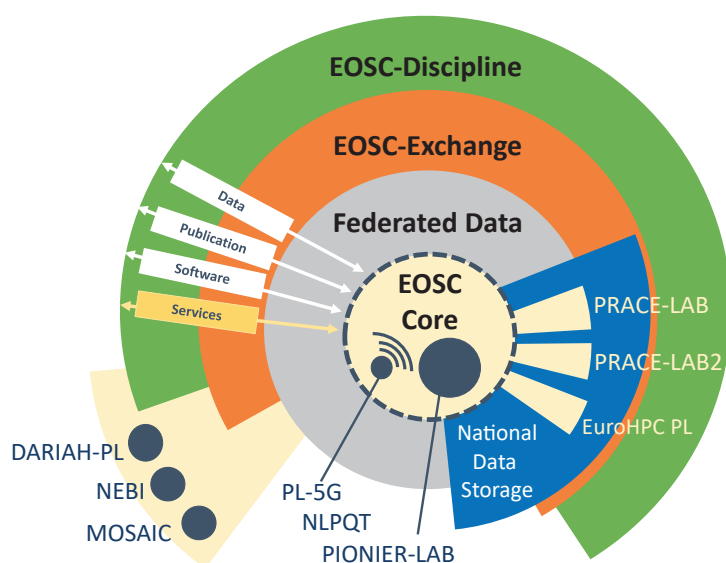 EOSC-Discipline
EOSC-Exchange
Federated Data
EOSC
Core
Data
Publication
Software
Services
PRACE-LAB
PRACE-LAB2
EuroHPC PL
National
Data
Storage
DARIAH-PL
NEBI
MOSAIC
PL-5G
NLPQT
PIONIER-LAB